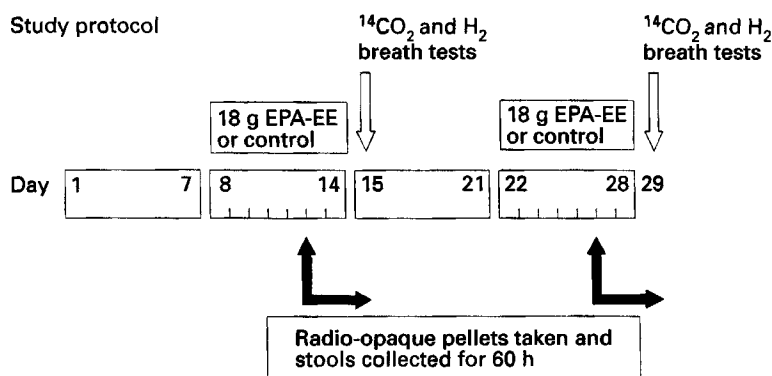 Study protocol
¹⁴CO₂ and H₂
breath tests
¹⁴CO₂ and H₂
breath tests
18 g EPA-EE
or control
18 g EPA-EE
or control
Day 1 7 8 14 15 21 22 28 29
Radio-opaque pellets taken and
stools collected for 60 h